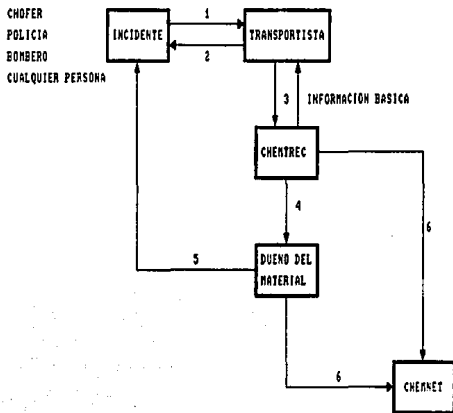 CHOFER
POLICIA
BOMBERO
CUALQUIER PERSONA
INCIDENTE
1
2
TRANSPORTISTA
3 INFORMACION BASICA
CHEMTREC
4
6
5
DUENO DEL
MATERIAL
6
CHEMNET